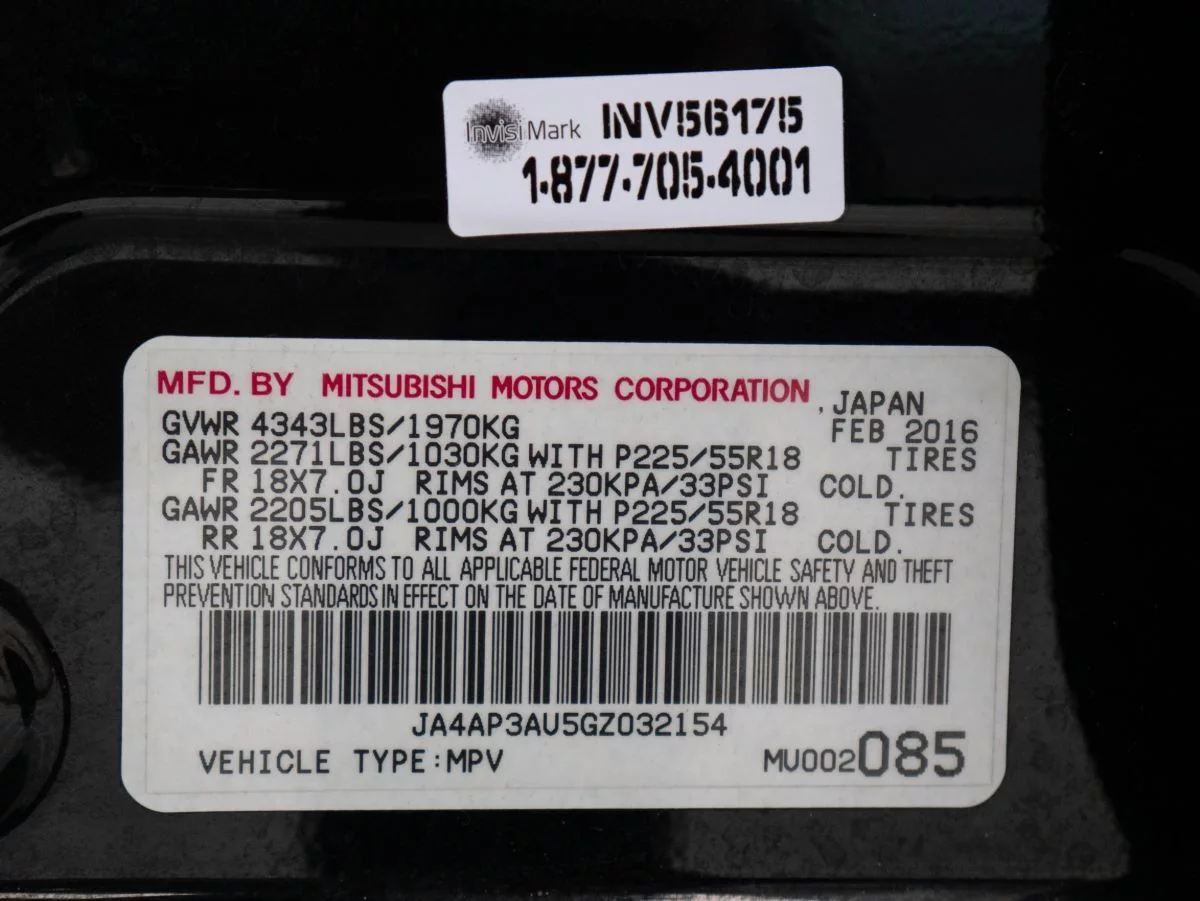 InvisiMark INV56175
1-877-705-4001
MFD. BY MITSUBISHI MOTORS CORPORATION , JAPAN
GVWR 4343LBS/1970KG FEB 2016
GAWR 2271LBS/1030KG WITH P225/55R18 TIRES
FR 18X7.0J RIMS AT 230KPA/33PSI COLD.
GAWR 2205LBS/1000KG WITH P225/55R18 TIRES
RR 18X7.0J RIMS AT 230KPA/33PSI COLD.
THIS VEHICLE CONFORMS TO ALL APPLICABLE FEDERAL MOTOR VEHICLE SAFETY AND THEFT
PREVENTION STANDARDS IN EFFECT ON THE DATE OF MANUFACTURE SHOWN ABOVE.
JA4AP3AU5GZ032154
VEHICLE TYPE:MPV MU002085